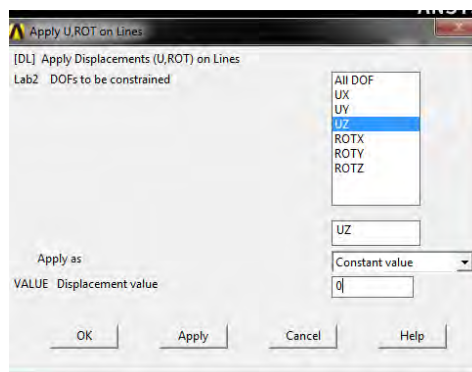 Apply U,ROT on Lines
[DL] Apply Displacements (U,ROT) on Lines
Lab2 DOFs to be constrained
All DOF
UX
UY
UZ
ROTX
ROTY
ROTZ
UZ
Apply as
Constant value
VALUE Displacement value
0
OK Apply Cancel Help